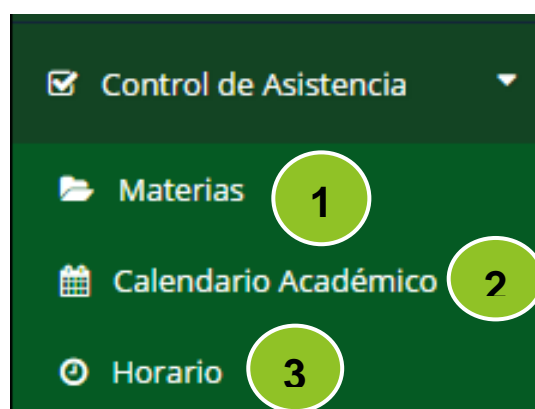 Control de Asistencia
Materias 1
Calendario Académico 2
Horario 3